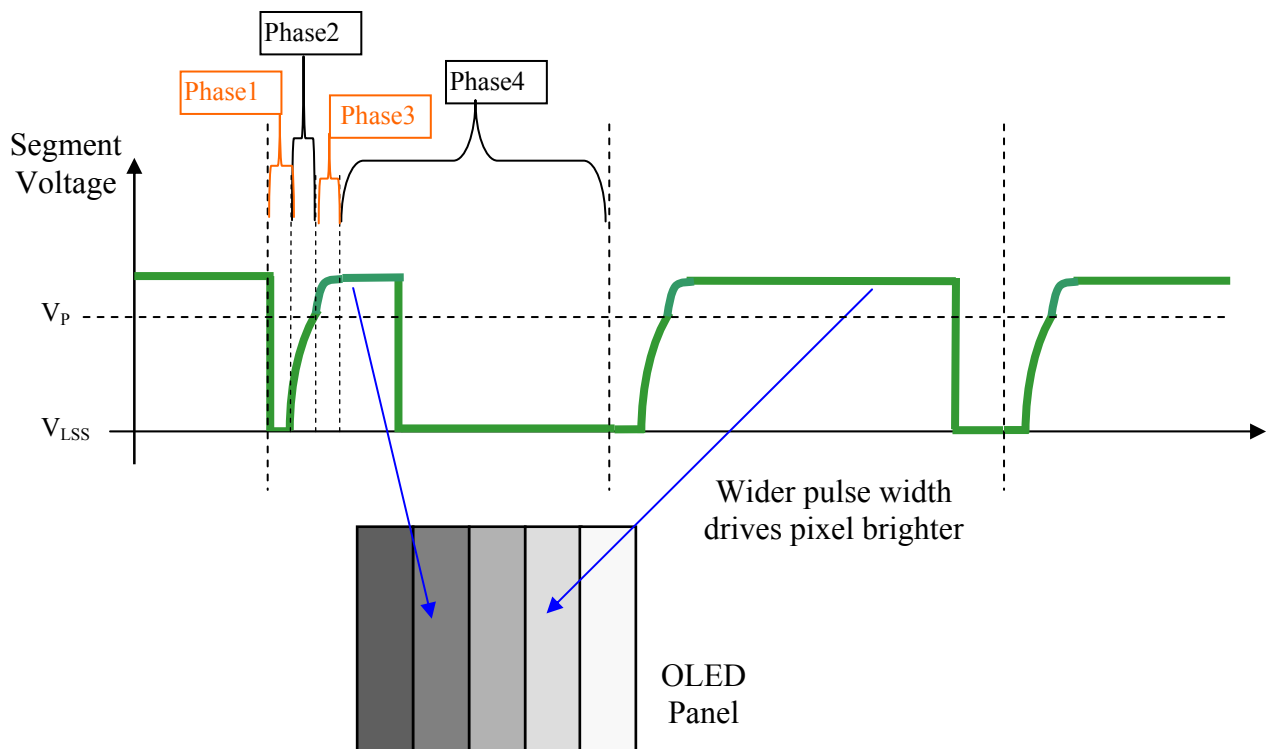 Phase2
Phase1
Phase4
Phase3
Segment
Voltage
VP
VLSS
Wider pulse width
drives pixel brighter
OLED
Panel